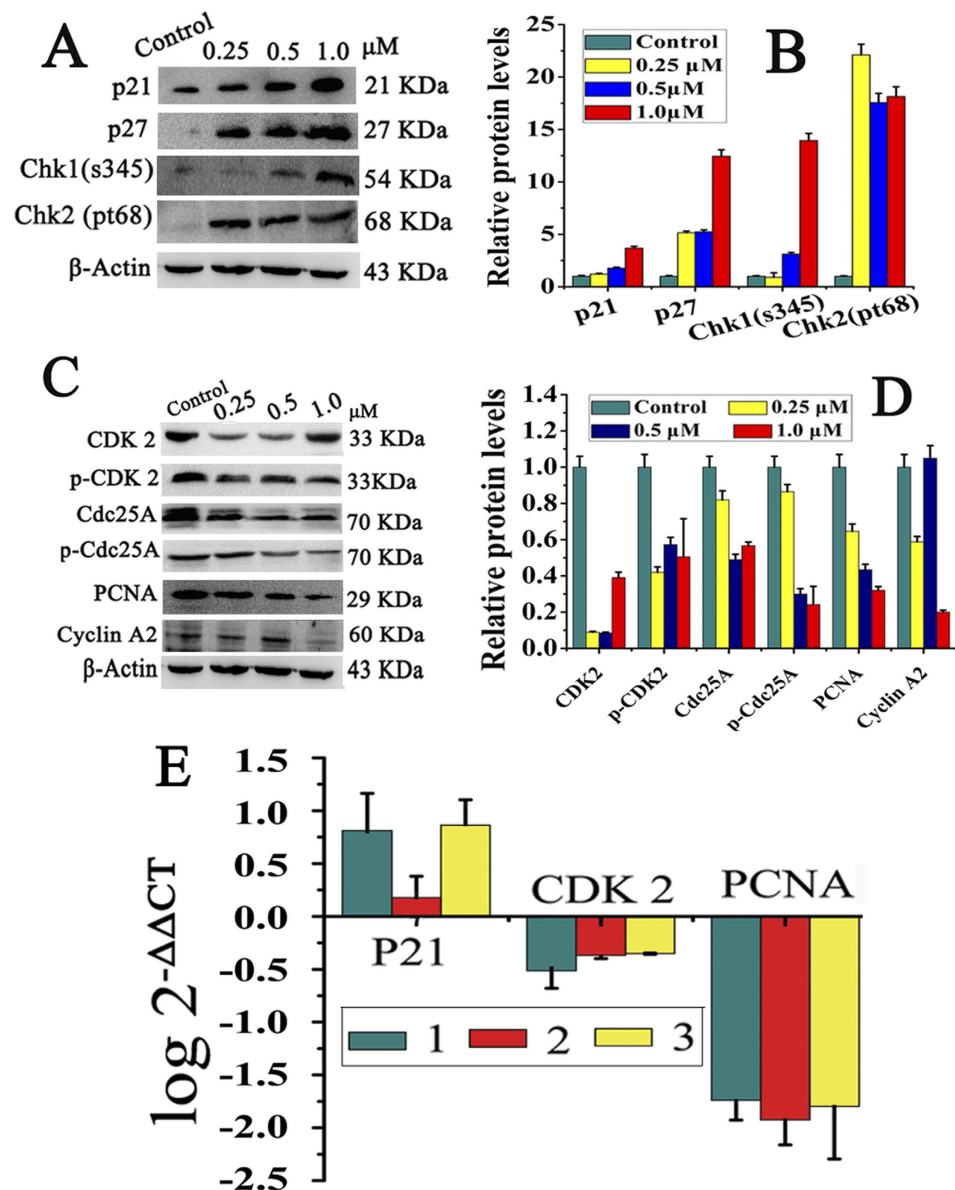 A
Control 0.25 0.5 1.0 μM
p21 21 KDa
p27 27 KDa
Chk1(s345) 54 KDa
Chk2 (pt68) 68 KDa
β-Actin 43 KDa
B
Relative protein levels
25
20
15
10
5
0
Control
0.25 μM
0.5μM
1.0μM
p21 p27 Chk1(s345) Chk2(pt68)
C
Control 0.25 0.5 1.0 μM
CDK 2 33 KDa
p-CDK 2 33KDa
Cdc25A 70 KDa
p-Cdc25A 70 KDa
PCNA 29 KDa
Cyclin A2 60 KDa
β-Actin 43 KDa
D
Relative protein levels
1.4
1.2
1.0
0.8
0.6
0.4
0.2
0.0
Control 0.25 μM
0.5 μM 1.0 μM
CDK2 p-CDK2 Cdc25A p-Cdc25A PCNA Cyclin A2
E
log 2-ΔΔCT
1.5
1.0
0.5
0.0
-0.5
-1.0
-1.5
-2.0
-2.5
P21 CDK 2 PCNA
1 2 3